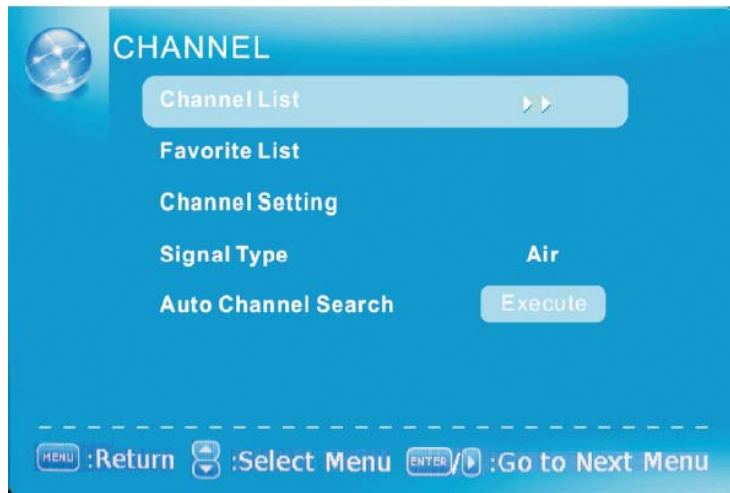 CHANNEL
Channel List
Favorite List
Channel Setting
Signal Type Air
Auto Channel Search Execute
MENU :Return :Select Menu ENTER/ :Go to Next Menu